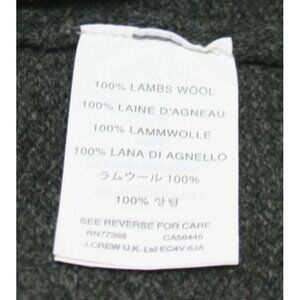 100% LAMBS WOOL
100% LAINE D'AGNEAU
100% LAMMWOLLE
100% LANA DI AGNELLO
ラムウール 100%
100% 양털
SEE REVERSE FOR CARE
RN77388 CA56445
J CREW U.K. Ltd EC4V 6JA